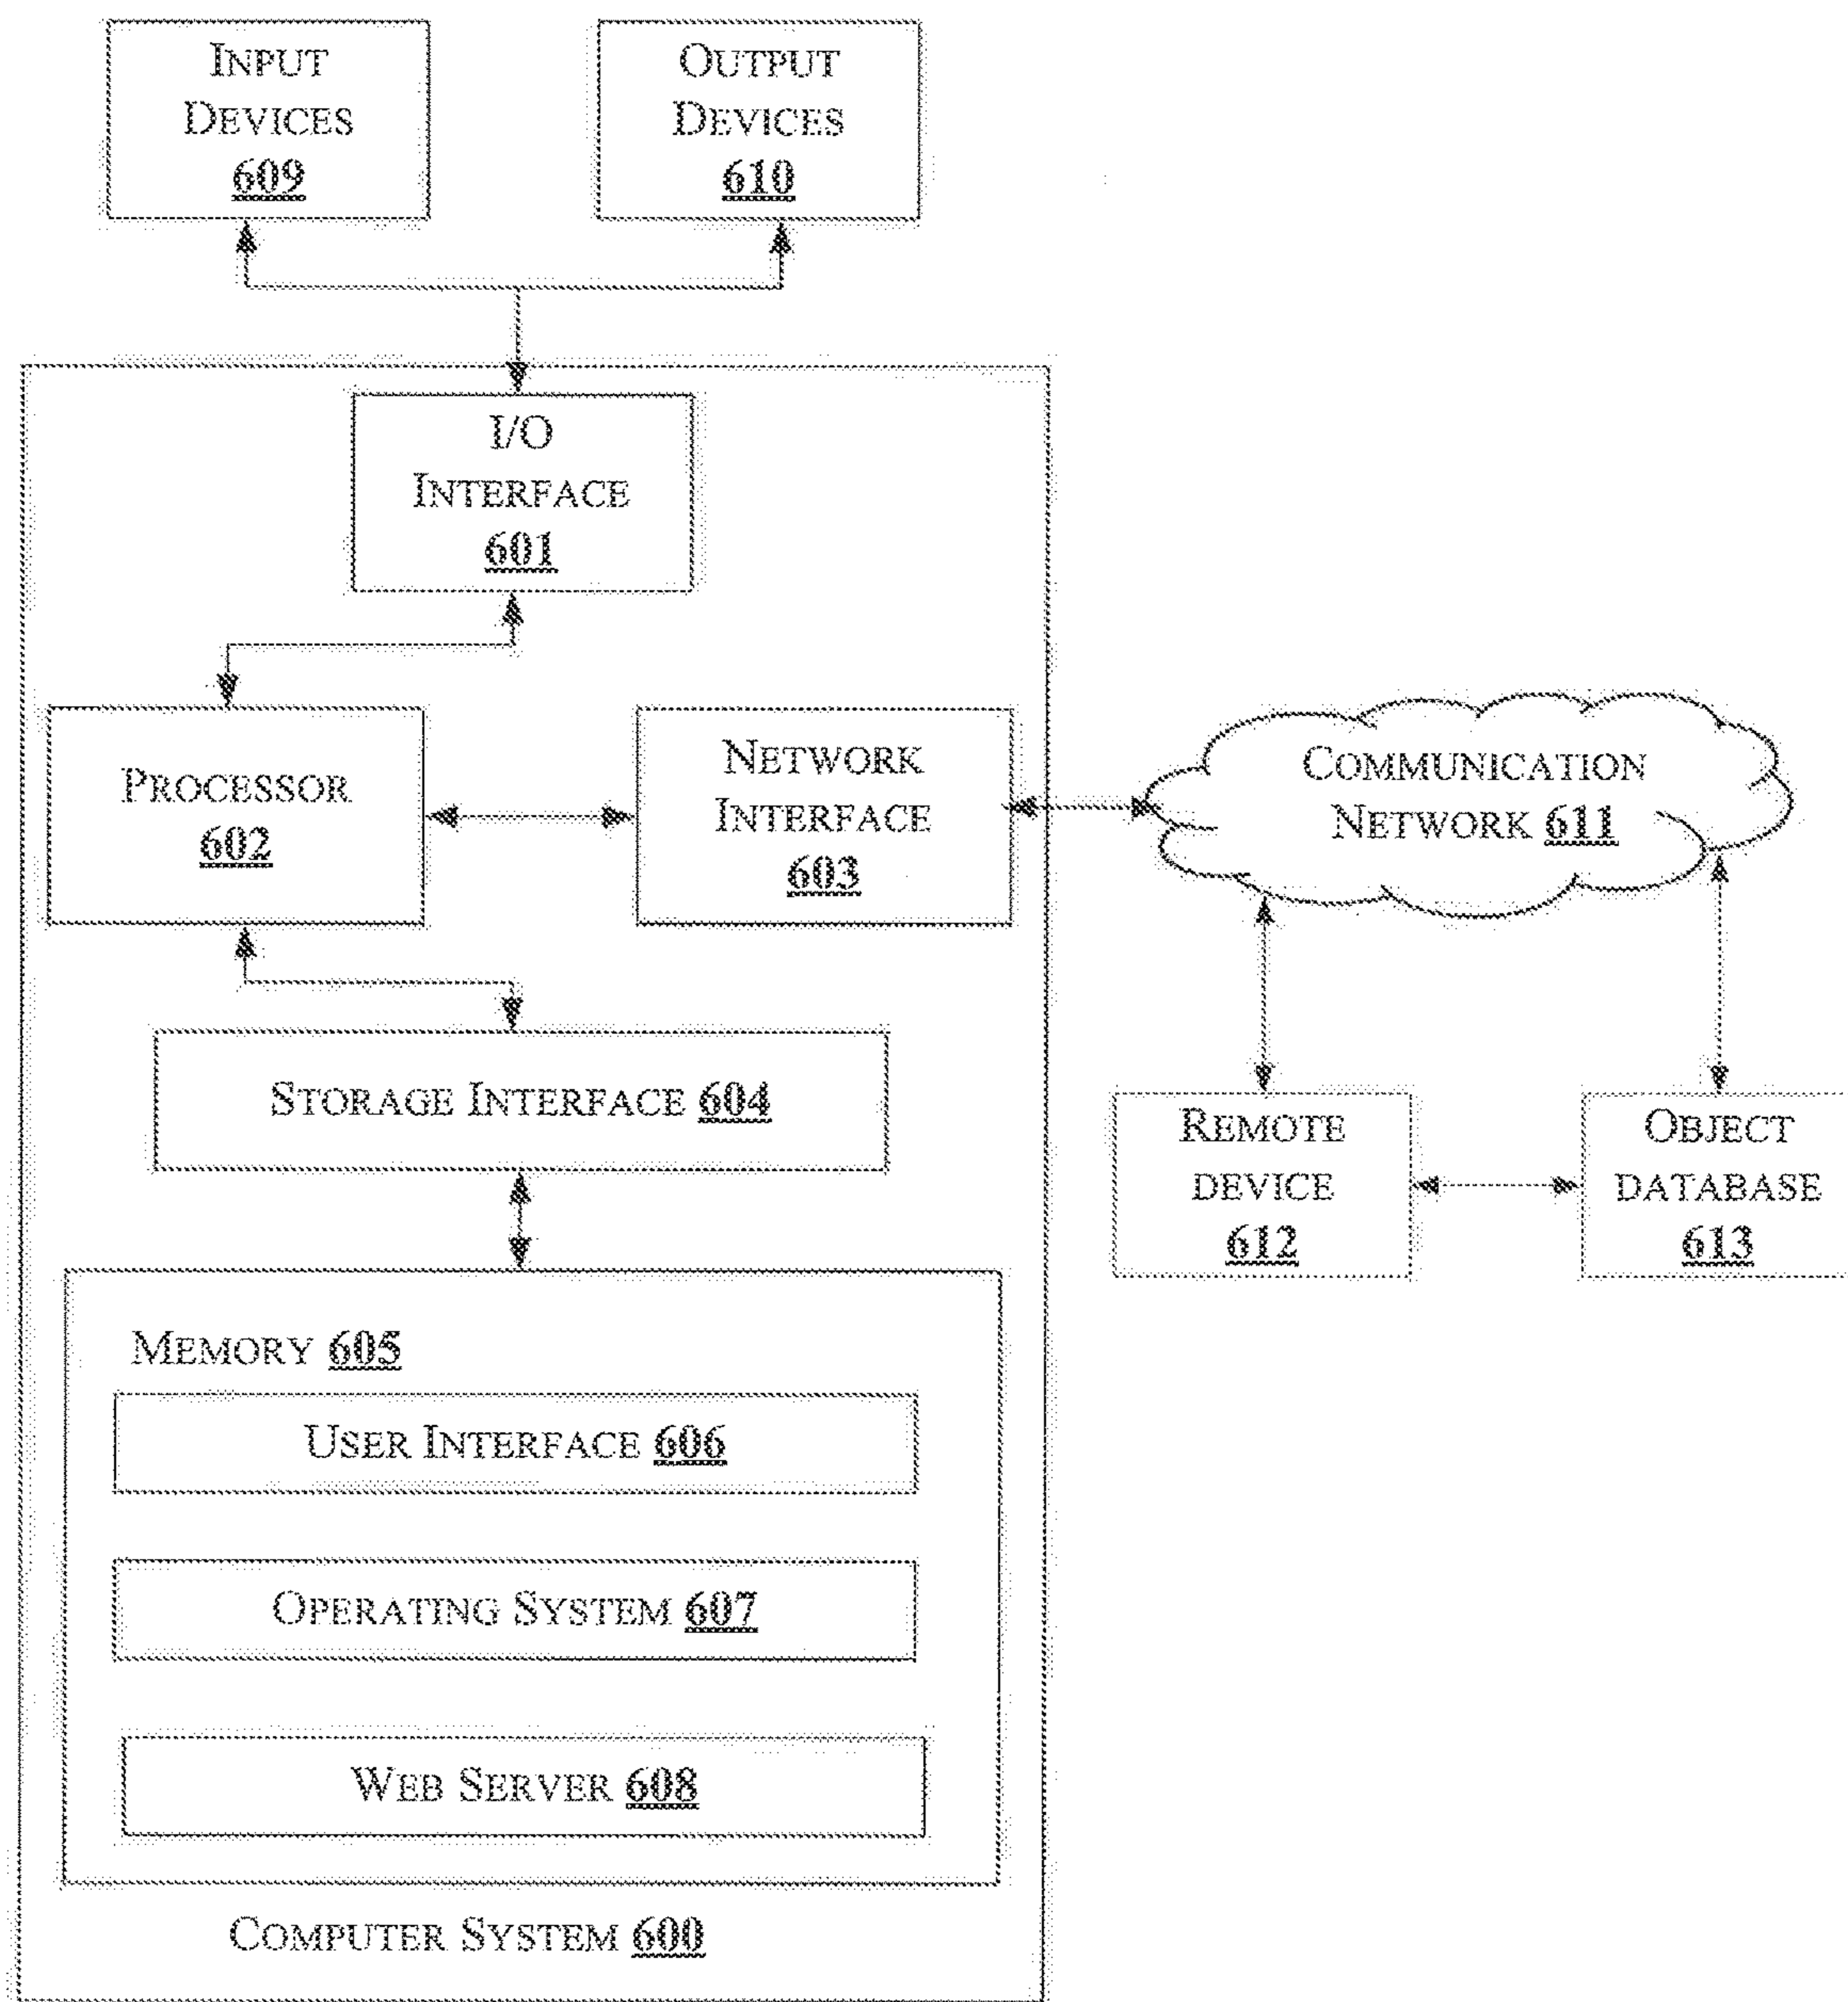 INPUT
DEVICES
609
OUTPUT
DEVICES
610
I/O
INTERFACE
601
PROCESSOR
602
NETWORK
INTERFACE
603
COMMUNICATION
NETWORK 611
STORAGE INTERFACE 604
REMOTE
DEVICE
612
OBJECT
DATABASE
613
MEMORY 605
USER INTERFACE 606
OPERATING SYSTEM 607
WEB SERVER 608
COMPUTER SYSTEM 600